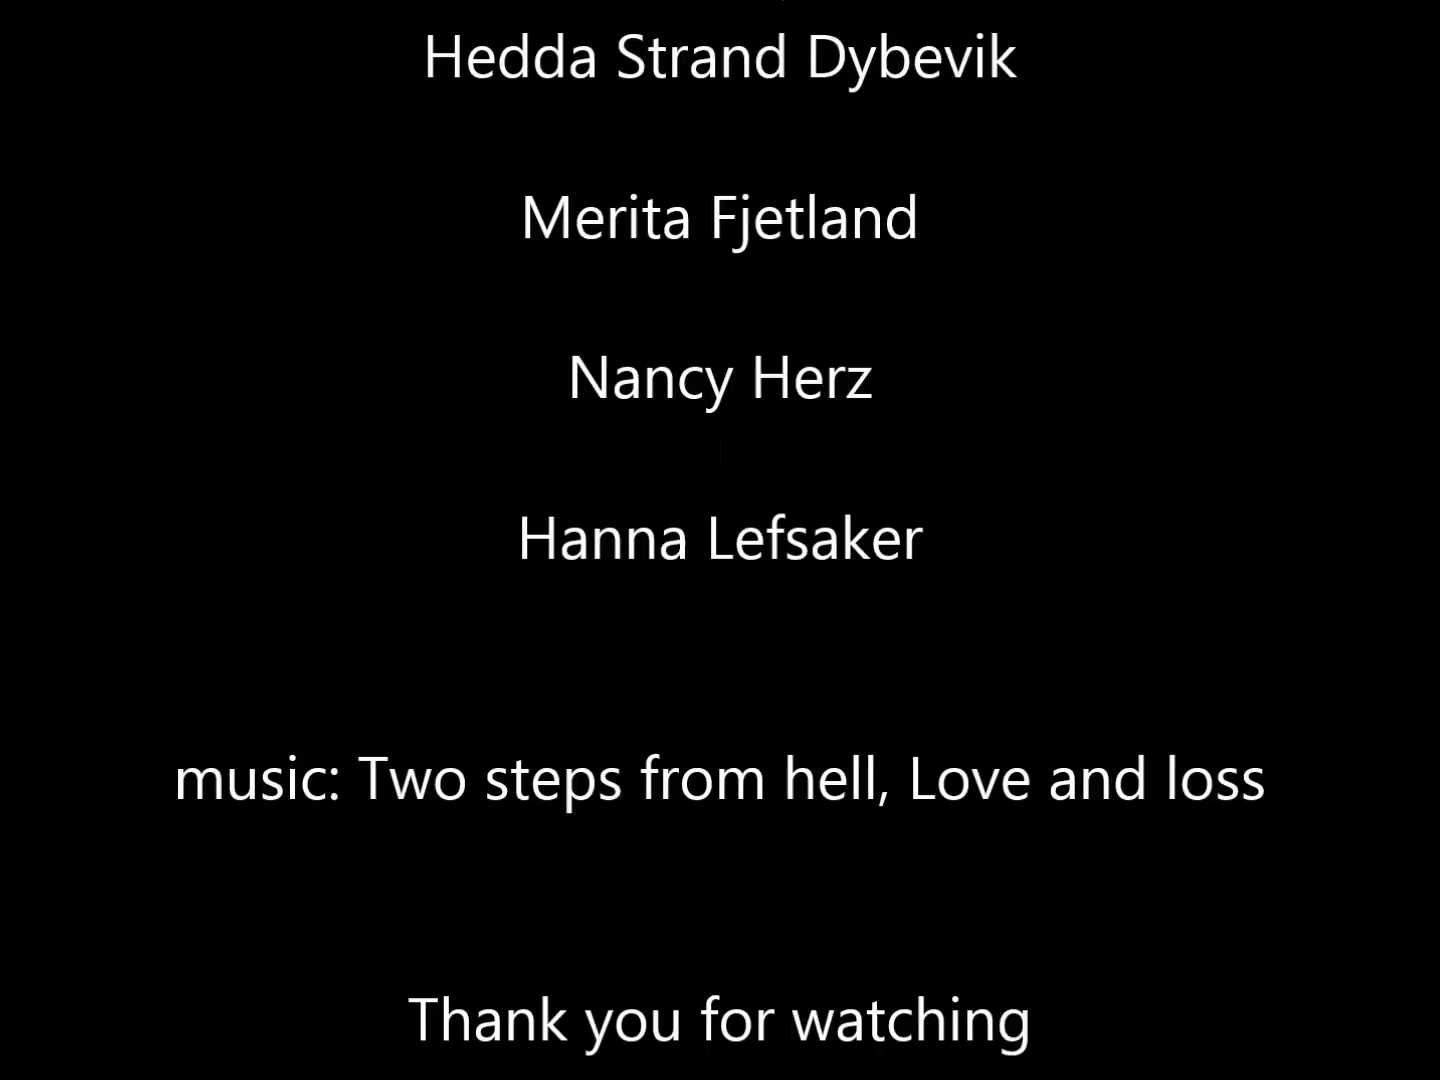 Hedda Strand Dybevik
Merita Fjetland
Nancy Herz
Hanna Lefsaker
music: Two steps from hell, Love and loss
Thank you for watching